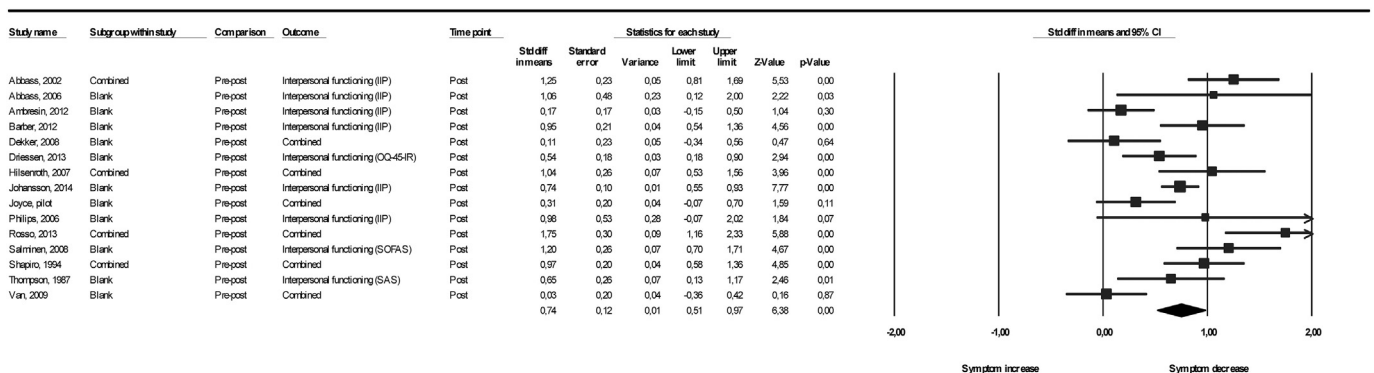 Study name Subgroup within study Comparison Outcome Time point Statistics for each study Std diff in means and 95% CI
Std diff Standard Lower Upper
in means error Variance limit limit Z-Value p-Value
Abbass, 2002 Combined Pre-post Interpersonal functioning (IIP) Post 1,25 0,23 0,05 0,81 1,69 5,53 0,00
Abbass, 2006 Blank Pre-post Interpersonal functioning (IIP) Post 1,06 0,48 0,23 0,12 2,00 2,22 0,03
Ambresin, 2012 Blank Pre-post Interpersonal functioning (IIP) Post 0,17 0,17 0,03 -0,15 0,50 1,04 0,30
Barber, 2012 Blank Pre-post Interpersonal functioning (IIP) Post 0,95 0,21 0,04 0,54 1,36 4,56 0,00
Dekker, 2008 Blank Pre-post Combined Post 0,11 0,23 0,05 -0,34 0,56 0,47 0,64
Driessen, 2013 Blank Pre-post Interpersonal functioning (OQ-45-IR) Post 0,54 0,18 0,03 0,18 0,90 2,94 0,00
Hilsenroth, 2007 Combined Pre-post Combined Post 1,04 0,26 0,07 0,53 1,56 3,96 0,00
Johansson, 2014 Blank Pre-post Interpersonal functioning (IIP) Post 0,74 0,10 0,01 0,55 0,93 7,77 0,00
Joyce, pilot Blank Pre-post Combined Post 0,31 0,20 0,04 -0,07 0,70 1,59 0,11
Philips, 2006 Blank Pre-post Interpersonal functioning (IIP) Post 0,98 0,53 0,28 -0,07 2,02 1,84 0,07
Rosso, 2013 Combined Pre-post Combined Post 1,75 0,30 0,09 1,16 2,33 5,88 0,00
Salminen, 2008 Blank Pre-post Interpersonal functioning (SOFAS) Post 1,20 0,26 0,07 0,70 1,71 4,67 0,00
Shapiro, 1994 Combined Pre-post Combined Post 0,97 0,20 0,04 0,58 1,36 4,85 0,00
Thompson, 1987 Blank Pre-post Interpersonal functioning (SAS) Post 0,65 0,26 0,07 0,13 1,17 2,46 0,01
Van, 2009 Blank Pre-post Combined Post 0,03 0,20 0,04 -0,36 0,42 0,16 0,87
0,74 0,12 0,01 0,51 0,97 6,38 0,00
-2,00 -1,00 0,00 1,00 2,00
Symptom increase Symptom decrease